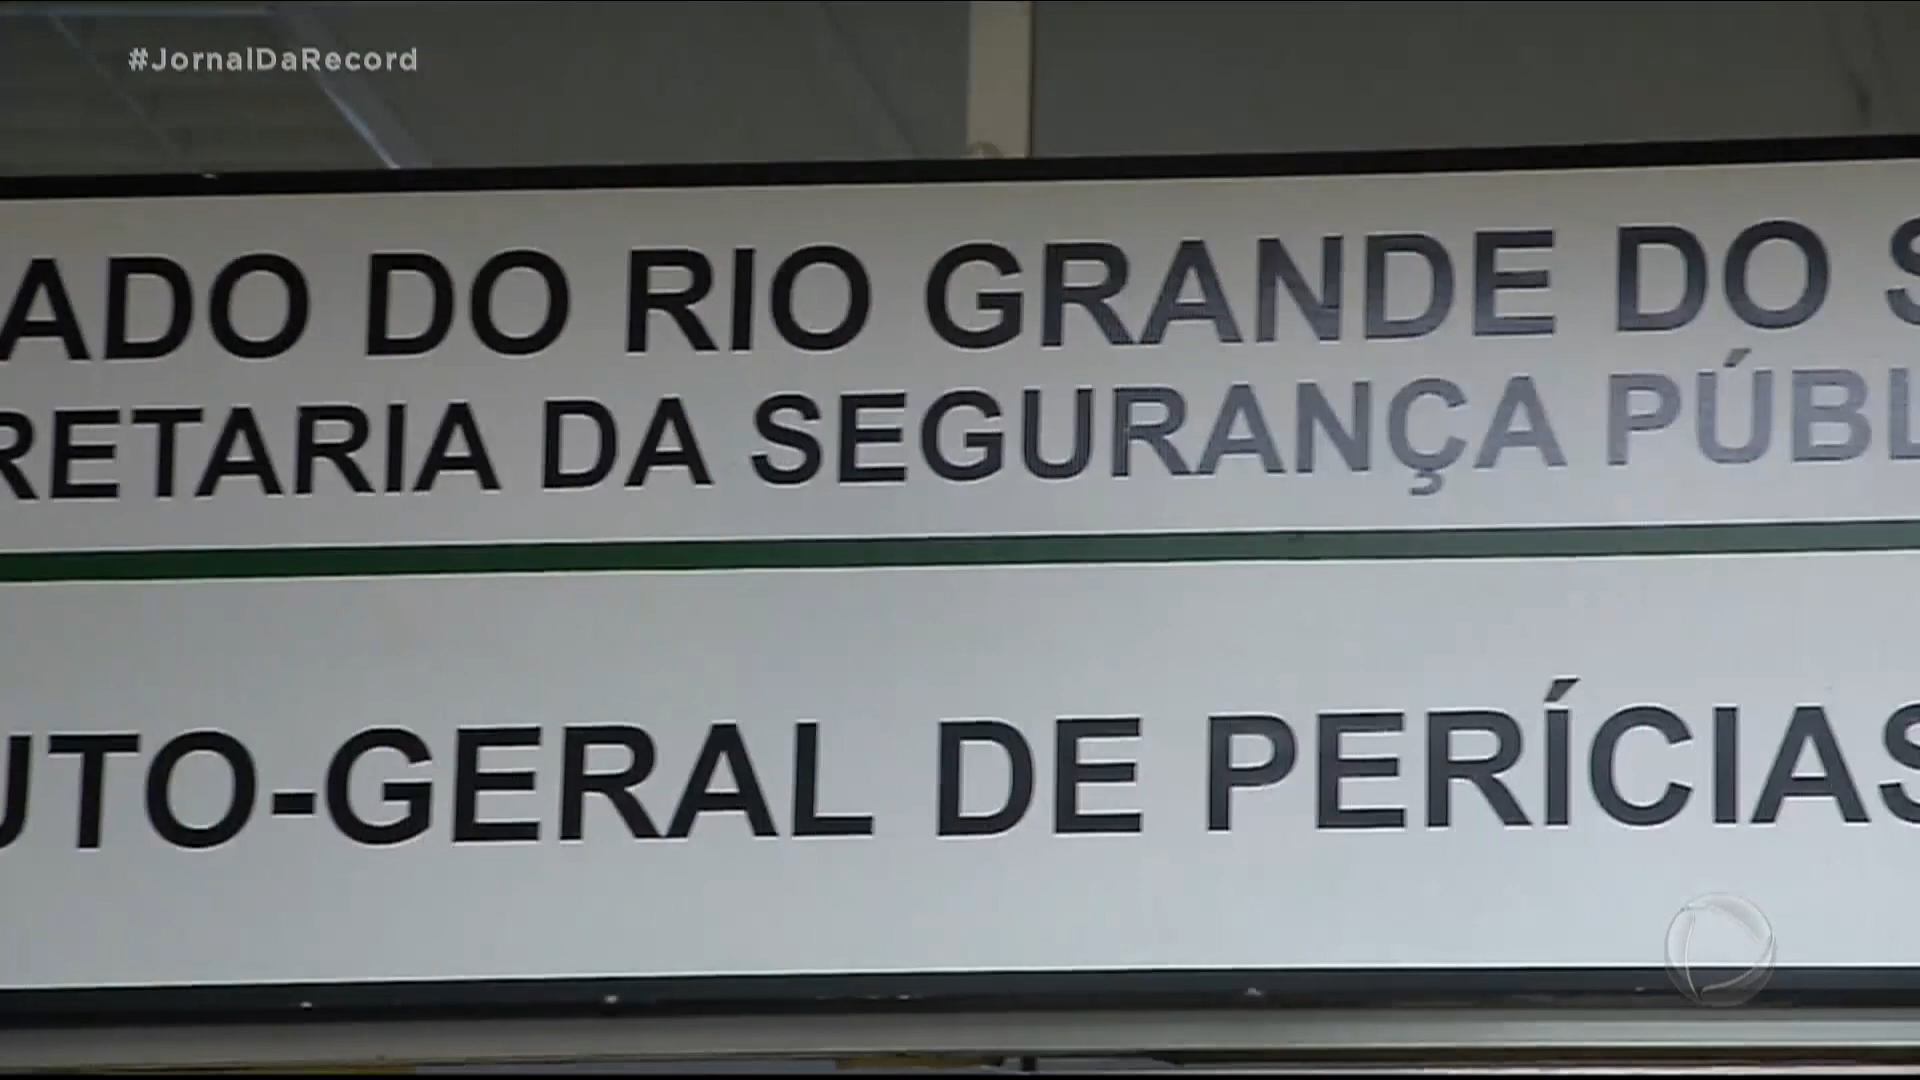 #JornalDaRecord
ADO DO RIO GRANDE DO S
RETARIA DA SEGURANÇA PÚBL
UTO-GERAL DE PERÍCIAS